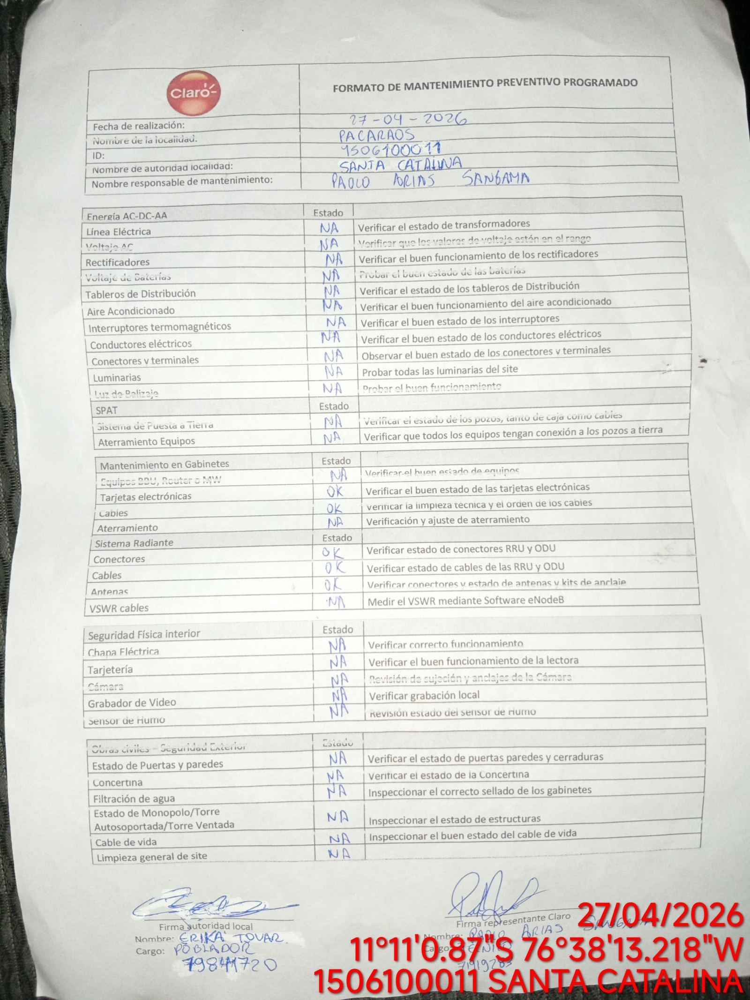 Claro
FORMATO DE MANTENIMIENTO PREVENTIVO PROGRAMADO
Fecha de realización: 27-04-2026
Nombre de la localidad. PACARAOS
ID: 1506100011
Nombre de autoridad localidad: SANTA CATALINA
Nombre responsable de mantenimiento: PAOLO ARIAS SANGAMA
Energía AC-DC-AA Estado
Línea Eléctrica NA Verificar el estado de transformadores
Voltaje AC NA Verificar que los valores de voltaje estén en el rango
Rectificadores NA Verificar el buen funcionamiento de los rectificadores
Voltaje de Baterías NA Probar el buen estado de las baterías
Tableros de Distribución NA Verificar el estado de los tableros de Distribución
Aire Acondicionado NA Verificar el buen funcionamiento del aire acondicionado
Interruptores termomagnéticos NA Verificar el buen estado de los interruptores
Conductores eléctricos NA Verificar el buen estado de los conductores eléctricos
Conectores y terminales NA Observar el buen estado de los conectores y terminales
Luminarias NA Probar todas las luminarias del site
Luz de Balizaje NA Probar el buen funcionamiento
SPAT Estado
Sistema de Puesta a Tierra NA Verificar el estado de los pozos, tanto de caja como cables
Aterramiento Equipos NA Verificar que todos los equipos tengan conexión a los pozos a tierra
Mantenimiento en Gabinetes Estado
Equipos BBU, Router o MW NA Verificar el buen estado de equipos
Tarjetas electrónicas OK Verificar el buen estado de las tarjetas electrónicas
Cables OK Verificar la limpieza técnica y el orden de los cables
Aterramiento NA Verificación y ajuste de aterramiento
Sistema Radiante Estado
Conectores OK Verificar estado de conectores RRU y ODU
Cables OK Verificar estado de cables de las RRU y ODU
Antenas OK Verificar conectores y estado de antenas y kits de anclaje
VSWR cables NA Medir el VSWR mediante Software eNodeB
Seguridad Física interior Estado
Chapa Eléctrica NA Verificar correcto funcionamiento
Tarjetería NA Verificar el buen funcionamiento de la lectora
Cámara NA Revisión de sujeción y anclajes de la Cámara
Grabador de Video NA Verificar grabación local
Sensor de Humo NA Revisión estado del sensor de Humo
Obras civiles – Seguridad Exterior Estado
Estado de Puertas y paredes NA Verificar el estado de puertas paredes y cerraduras
Concertina NA Verificar el estado de la Concertina
Filtración de agua NA Inspeccionar el correcto sellado de los gabinetes
Estado de Monopolo/Torre
Autosoportada/Torre Ventada NA Inspeccionar el estado de estructuras
Cable de vida NA Inspeccionar el buen estado del cable de vida
Limpieza general de site NA
Firma autoridad local
Nombre: ERIKA TOVAR.
Cargo: POBLADOR
Firma representante Claro
Nombre: PAOLO ARIAS SANGAMA
Cargo: TECNICO
27/04/2026
11°11'0.87"S 76°38'13.218"W
1506100011 SANTA CATALINA